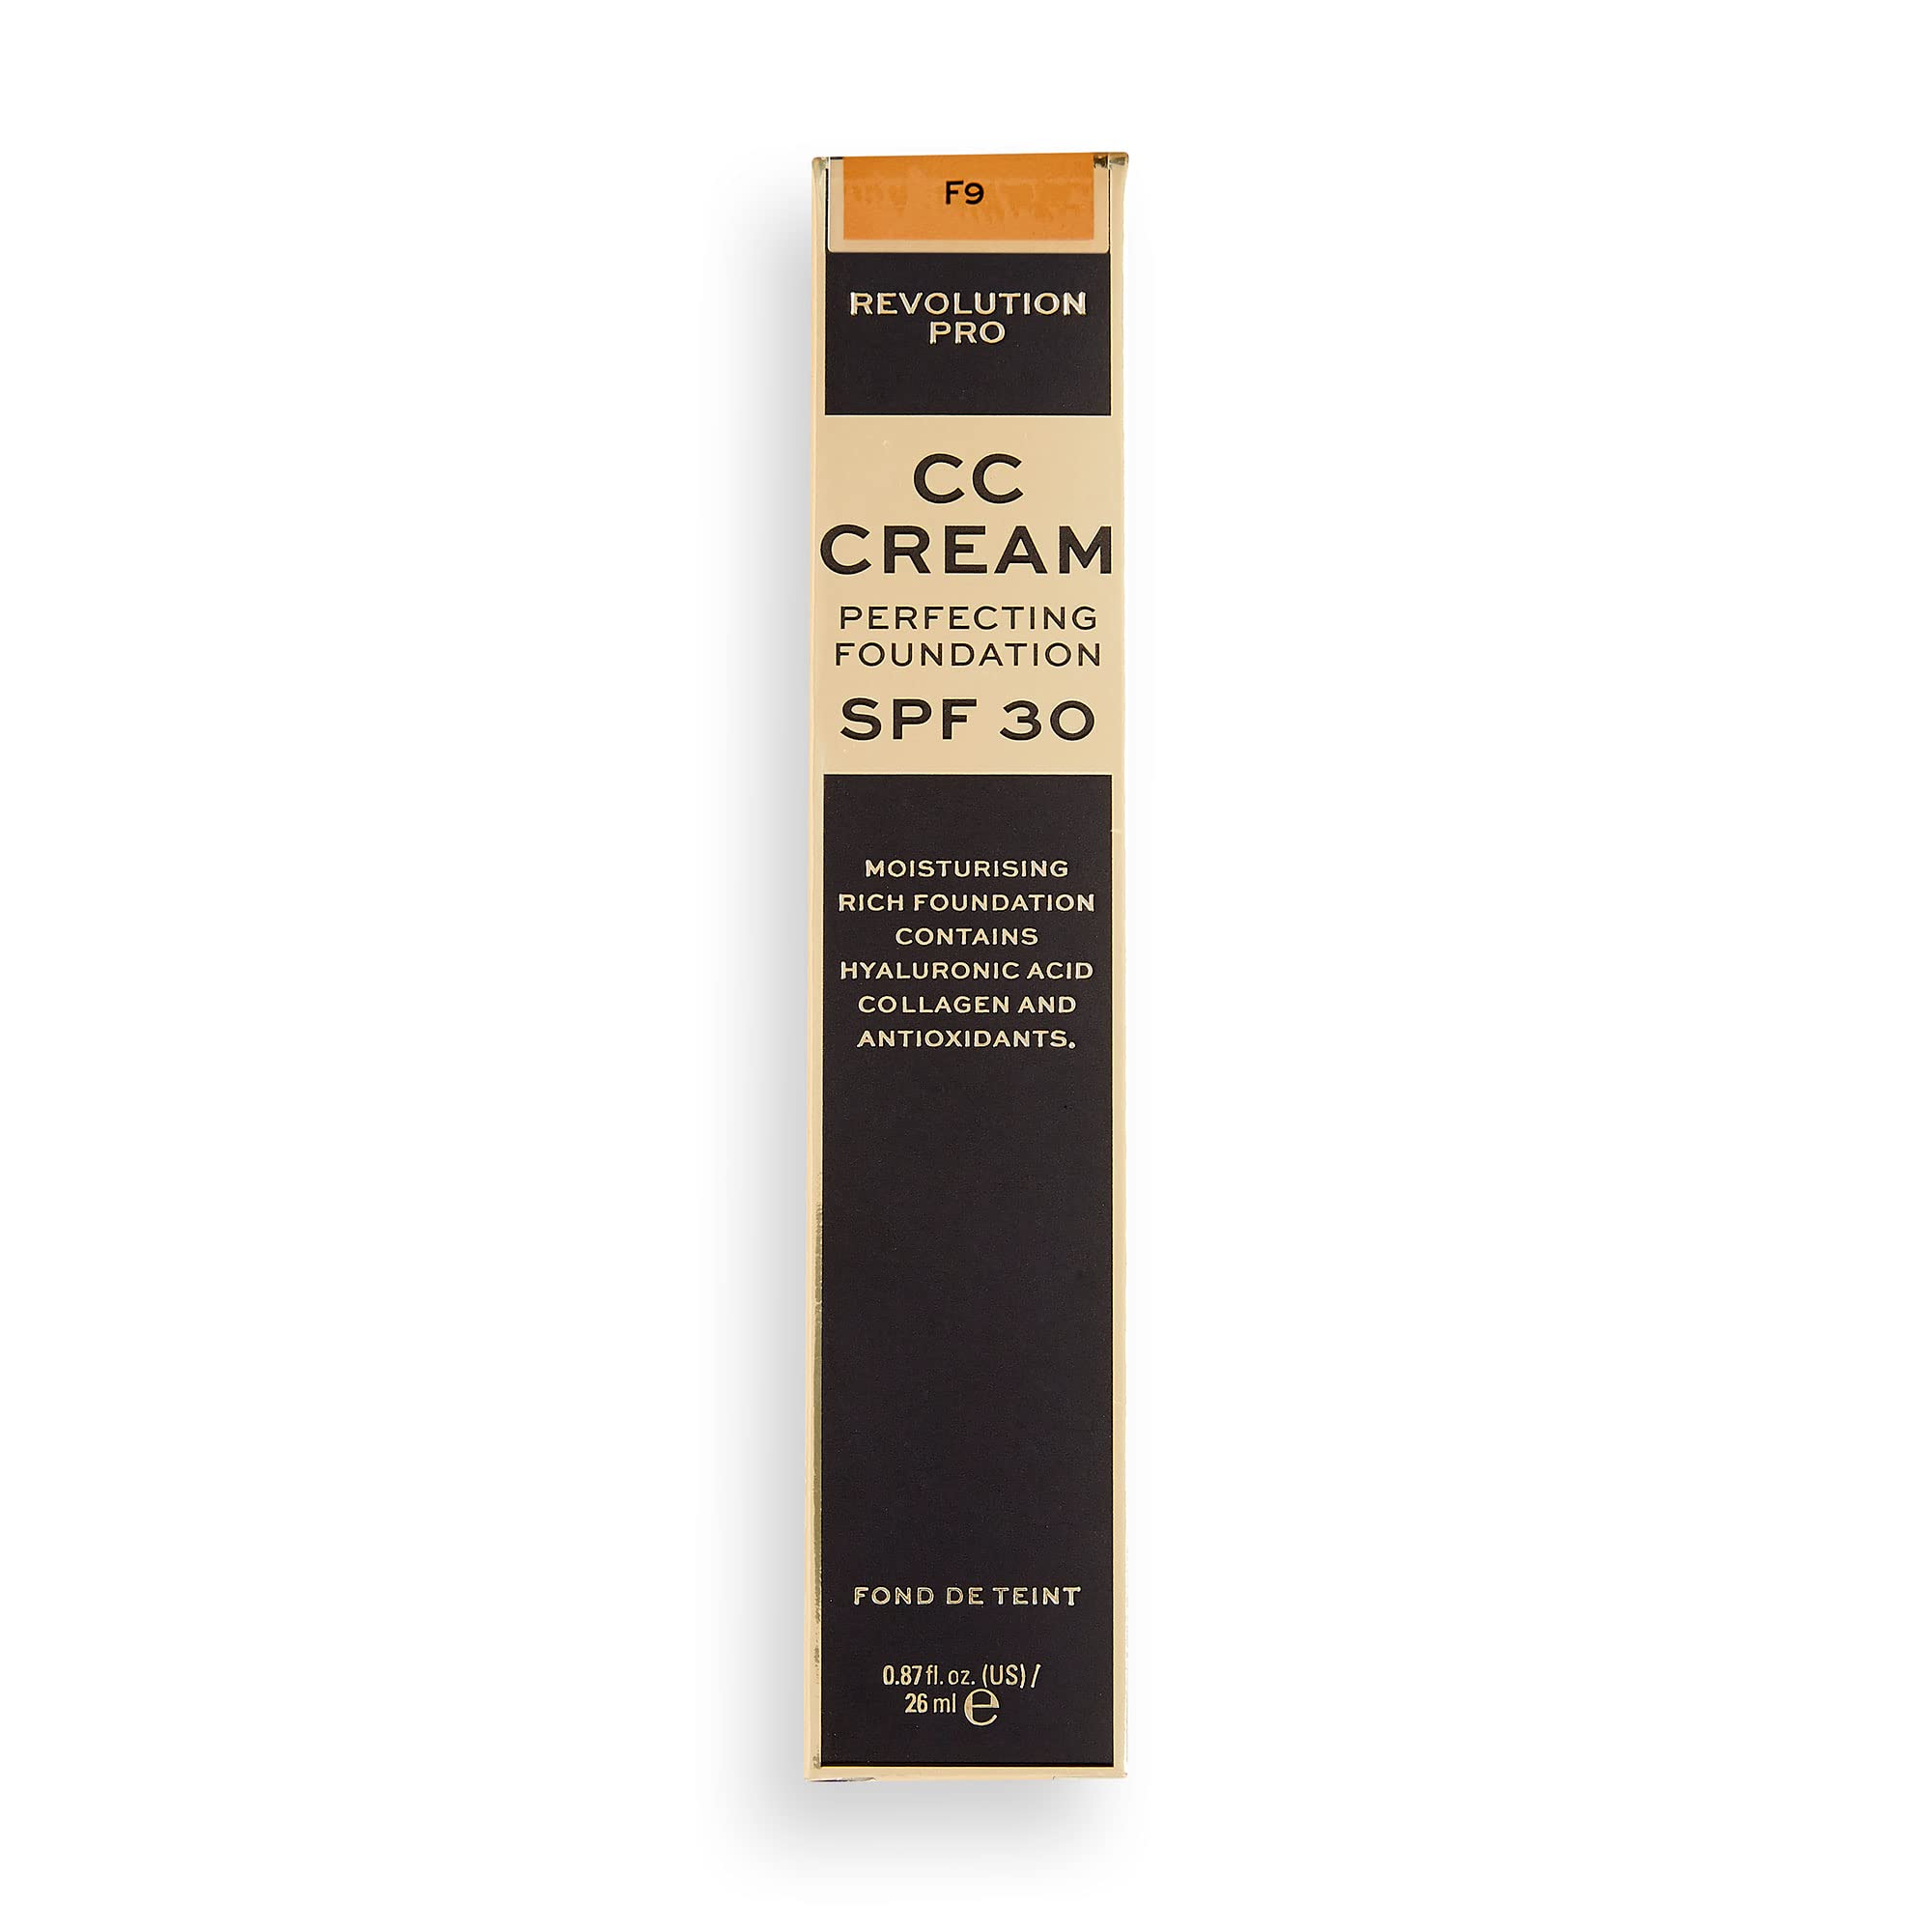 F9
REVOLUTION
PRO
CC
CREAM
PERFECTING
FOUNDATION
SPF 30
MOISTURISING
RICH FOUNDATION
CONTAINS
HYALURONIC ACID
COLLAGEN AND
ANTIOXIDANTS.
FOND DE TEINT
0.87 fl. oz. (US) /
26 ml e